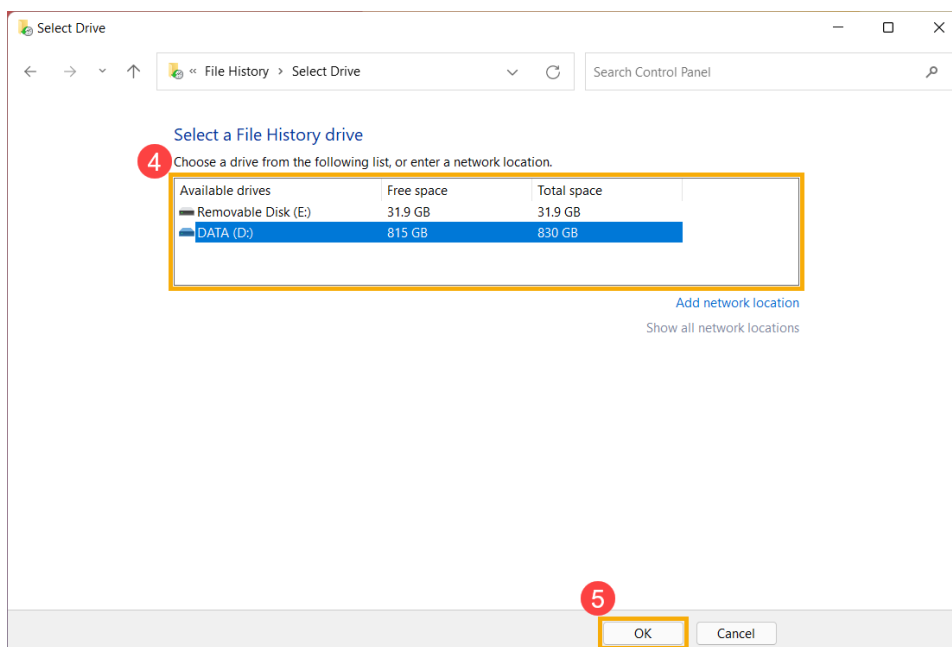 Select Drive
« File History > Select Drive
Search Control Panel
Select a File History drive
4
Choose a drive from the following list, or enter a network location.
Available drives Free space Total space
Removable Disk (E:) 31.9 GB 31.9 GB
DATA (D:) 815 GB 830 GB
Add network location
Show all network locations
5
OK Cancel